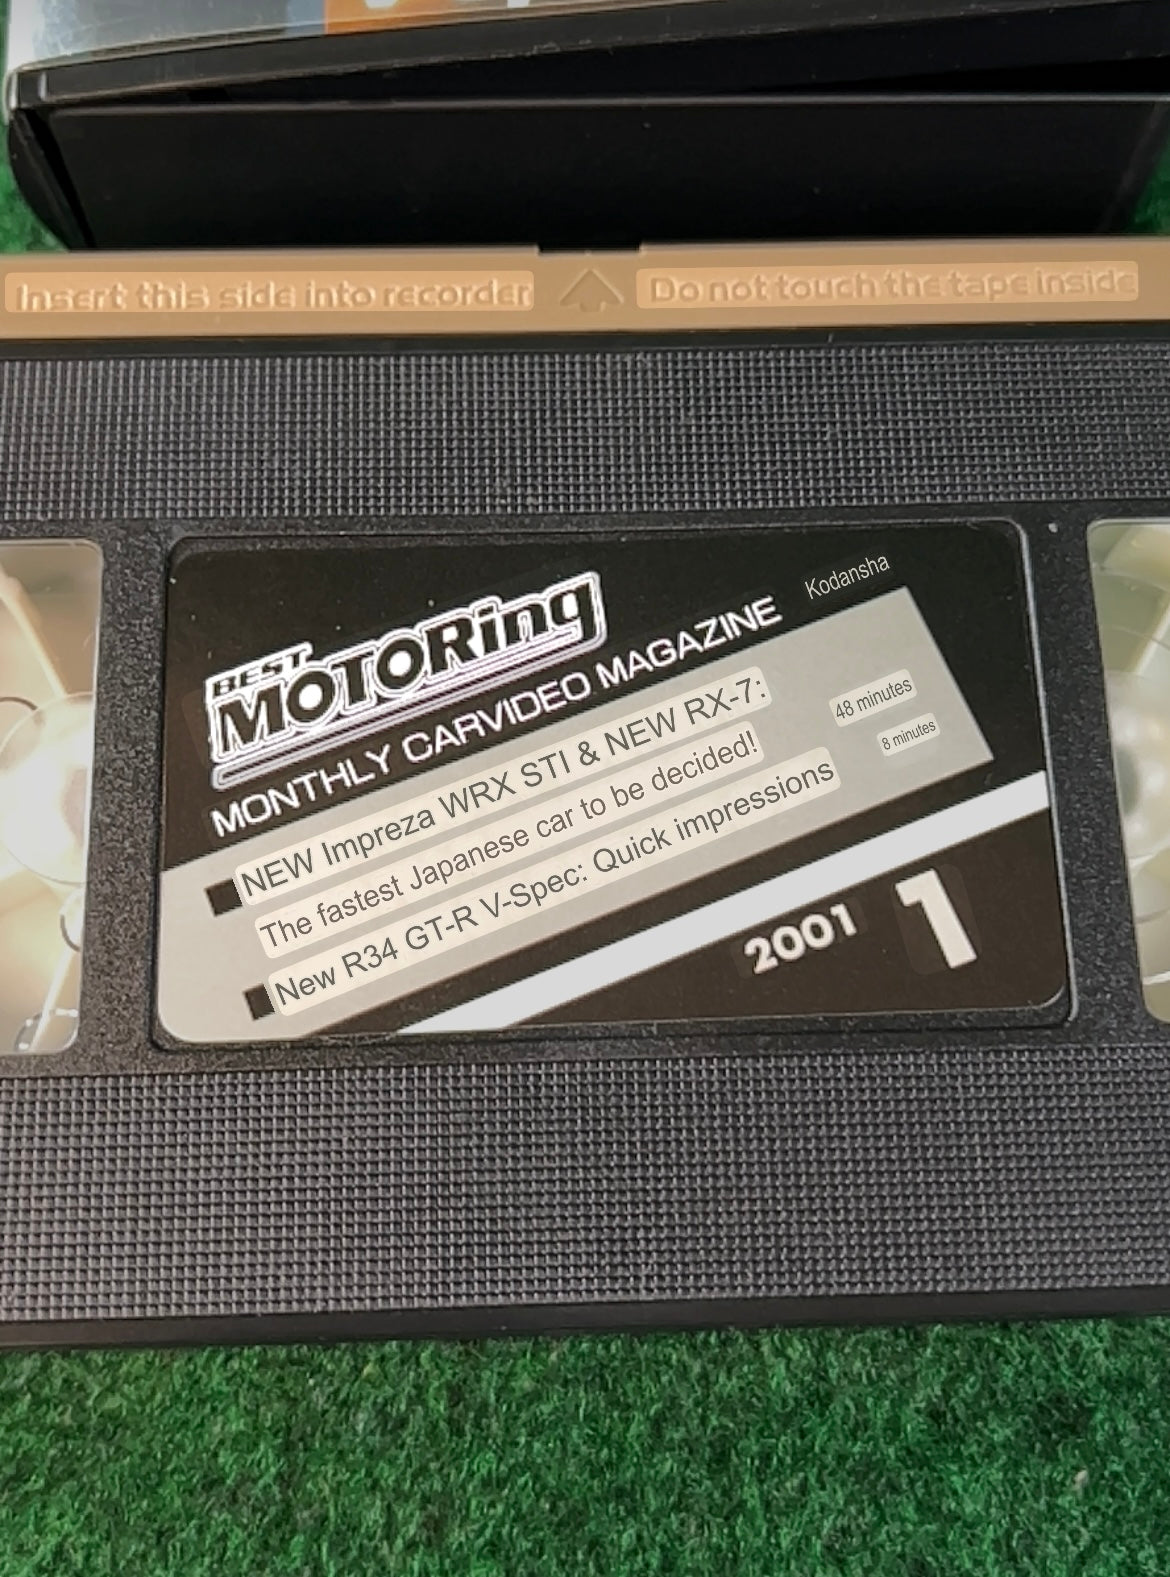 Insert this side into recorder
Do not touch the tape inside
Kodansha
BEST
MOTORing
MONTHLY CARVIDEO MAGAZINE
NEW Impreza WRX STI & NEW RX-7:
48 minutes
The fastest Japanese car to be decided!
8 minutes
New R34 GT-R V-Spec: Quick impressions
2001 1